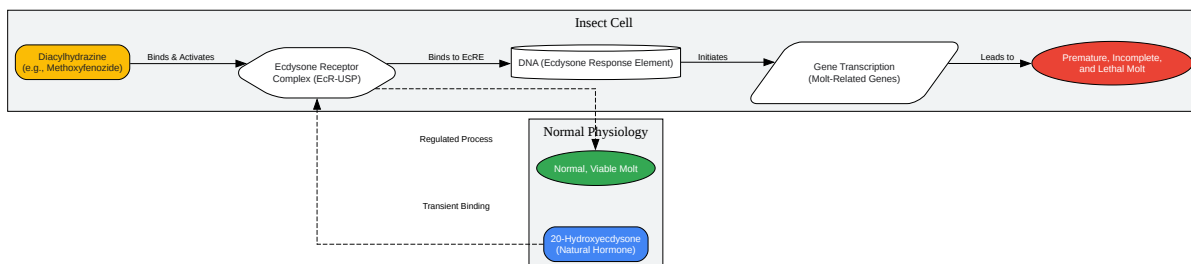 Insect Cell
Diacylhydrazine
(e.g., Methoxyfenozide)
Binds & Activates
Ecdysone Receptor
Complex (EcR-USP)
Binds to EcRE
DNA (Ecdysone Response Element)
Initiates
Gene Transcription
(Molt-Related Genes)
Leads to
Premature, Incomplete,
and Lethal Molt
Regulated Process
Normal Physiology
Normal, Viable Molt
Transient Binding
20-Hydroxyecdysone
(Natural Hormone)